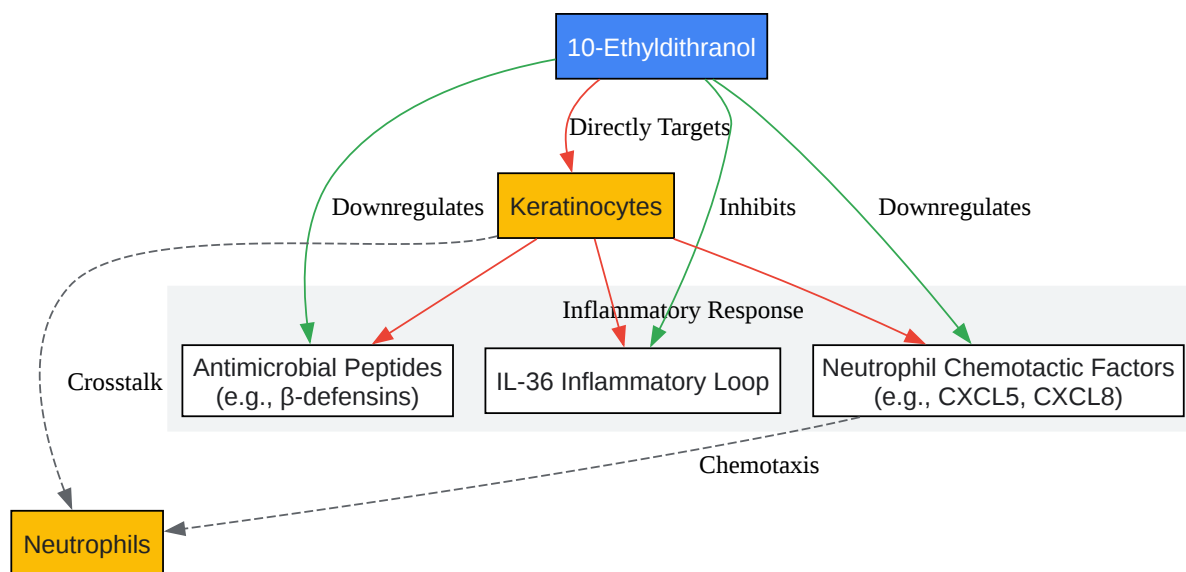 10-Ethyldithranol
Directly Targets
Downregulates
Keratinocytes
Inhibits
Downregulates
Inflammatory Response
Antimicrobial Peptides
(e.g., β-defensins)
IL-36 Inflammatory Loop
Neutrophil Chemotactic Factors
(e.g., CXCL5, CXCL8)
Crosstalk
Chemotaxis
Neutrophils